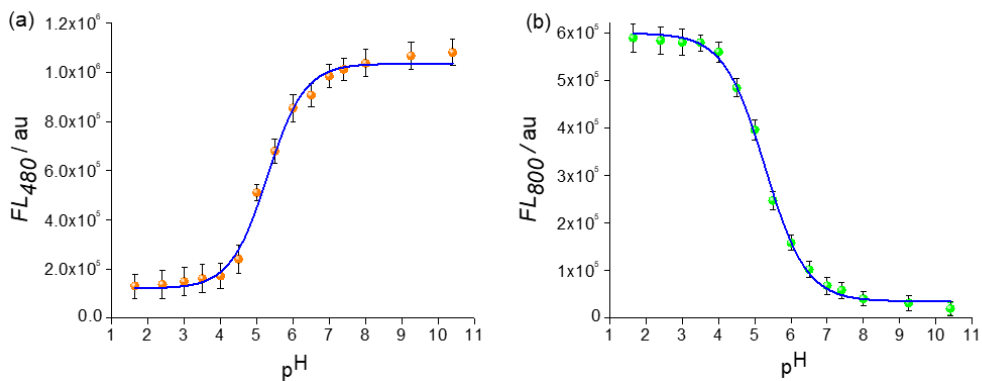 (a)
FL480 / au
1.2x10⁶
1.0x10⁶
8.0x10⁵
6.0x10⁵
4.0x10⁵
2.0x10⁵
0.0
1 2 3 4 5 6 7 8 9 10 11
pH
(b)
FL800 / au
6x10⁵
5x10⁵
4x10⁵
3x10⁵
2x10⁵
1x10⁵
0
1 2 3 4 5 6 7 8 9 10 11
pH